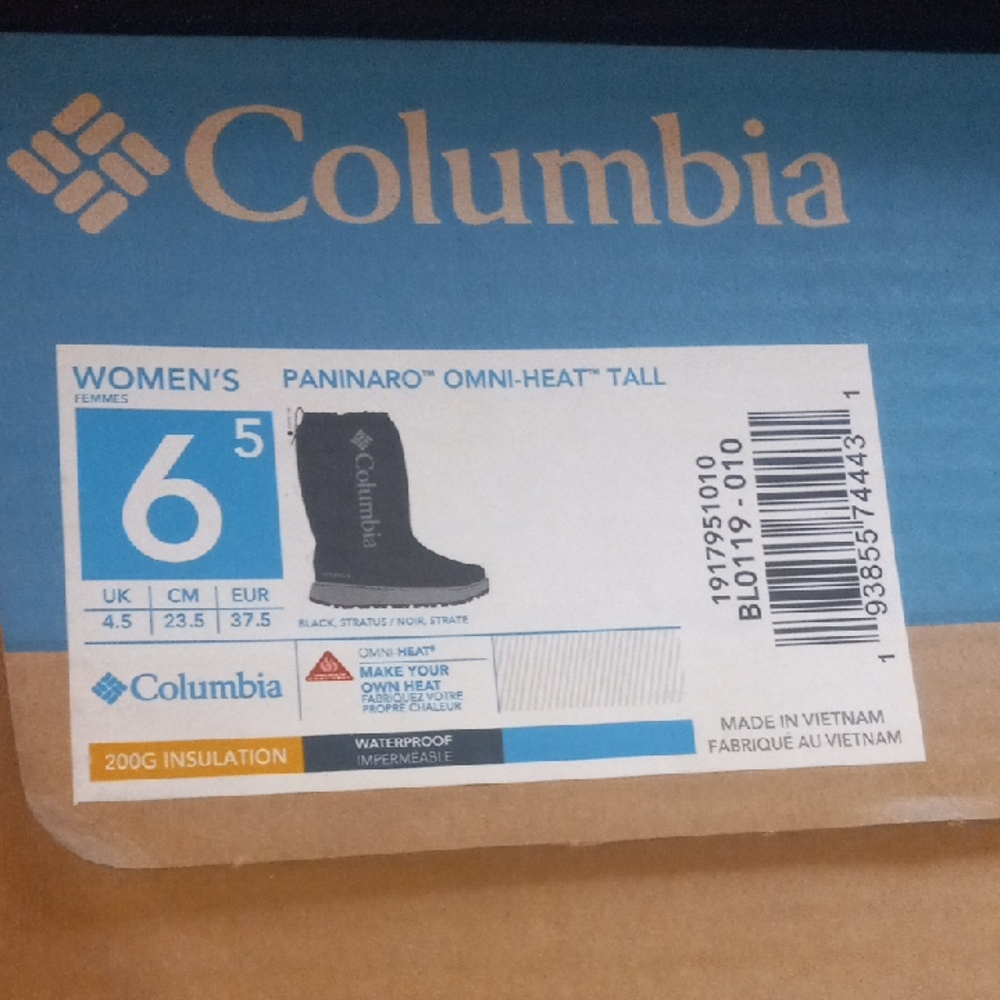 Columbia
WOMEN'S
FEMMES
6 5
UK CM EUR
4.5 23.5 37.5
PANINARO™ OMNI-HEAT™ TALL
Columbia
BLACK, STRATUS / NOIR, STRATE
Columbia
OMNI-HEAT®
MAKE YOUR
OWN HEAT
FABRIQUEZ VOTRE
PROPRE CHALEUR
200G INSULATION
WATERPROOF
IMPERMÉABLE
1917951010
BL0119 - 010
1 93855 74443 1
MADE IN VIETNAM
FABRIQUÉ AU VIETNAM